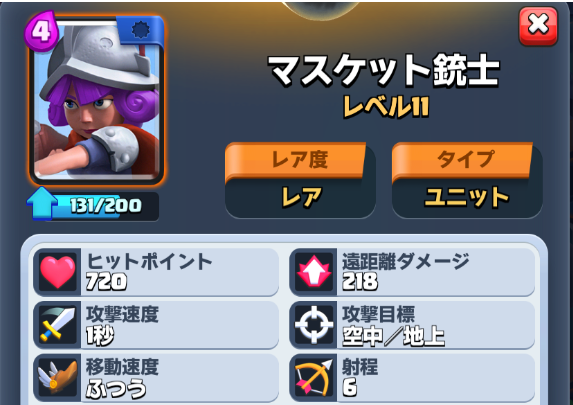 4
マスケット銃士
レベル11
レア度
タイプ
レア
ユニット
131/200
ヒットポイント
720
遠距離ダメージ
218
攻撃速度
1秒
攻撃目標
空中／地上
移動速度
ふつう
射程
6